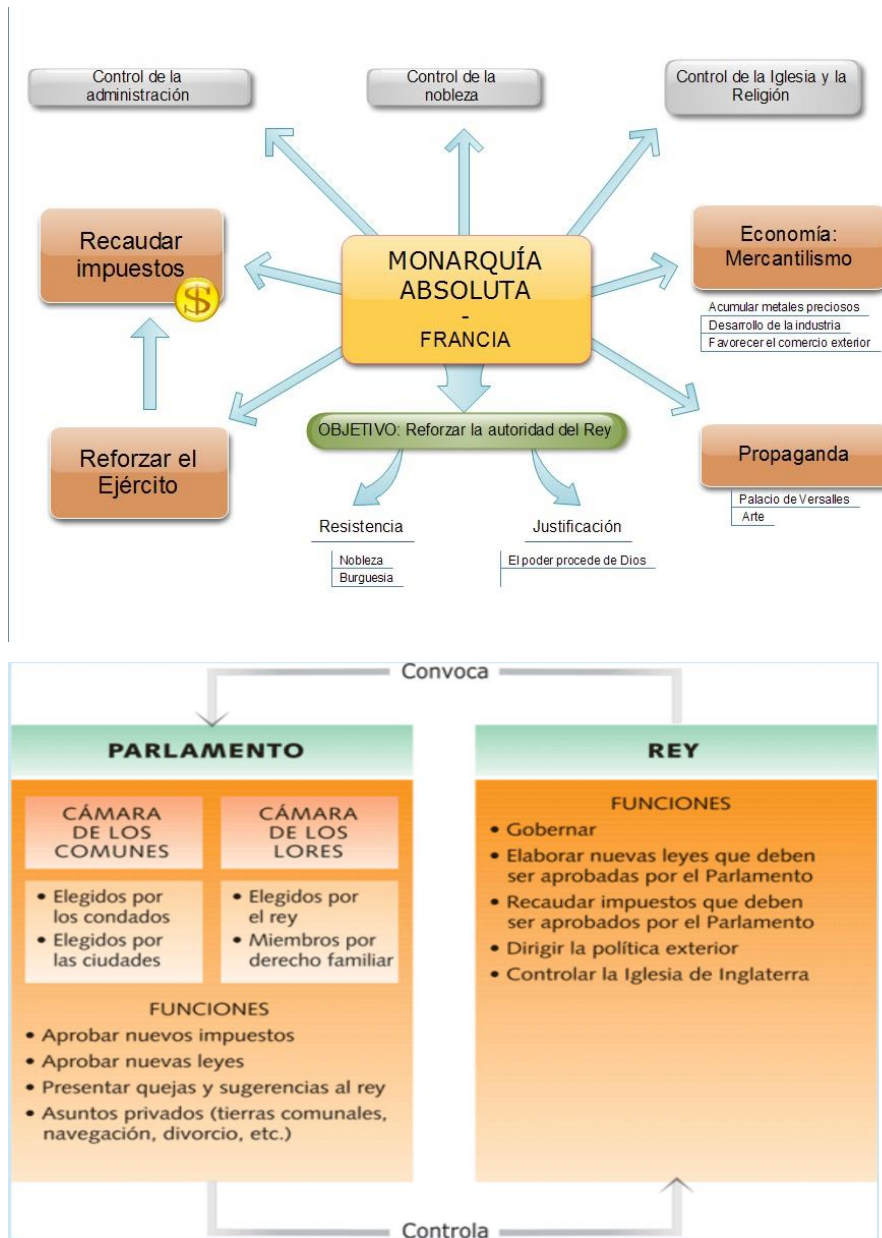 Control de la
administración
Control de la
nobleza
Control de la Iglesia y la
Religión
Recaudar
impuestos
$
MONARQUÍA
ABSOLUTA
-
FRANCIA
Economía:
Mercantilismo
Acumular metales preciosos
Desarrollo de la industria
Favorecer el comercio exterior
OBJETIVO: Reforzar la autoridad del Rey
Reforzar el
Ejército
Propaganda
Palacio de Versalles
Arte
Resistencia
Nobleza
Burguesía
Justificación
El poder procede de Dios
Convoca
PARLAMENTO
CÁMARA
DE LOS
COMUNES
• Elegidos por
los condados
• Elegidos por
las ciudades
CÁMARA
DE LOS
LORES
• Elegidos por
el rey
• Miembros por
derecho familiar
FUNCIONES
• Aprobar nuevos impuestos
• Aprobar nuevas leyes
• Presentar quejas y sugerencias al rey
• Asuntos privados (tierras comunales,
navegación, divorcio, etc.)
REY
FUNCIONES
• Gobernar
• Elaborar nuevas leyes que deben
ser aprobadas por el Parlamento
• Recaudar impuestos que deben
ser aprobados por el Parlamento
• Dirigir la política exterior
• Controlar la Iglesia de Inglaterra
Controla